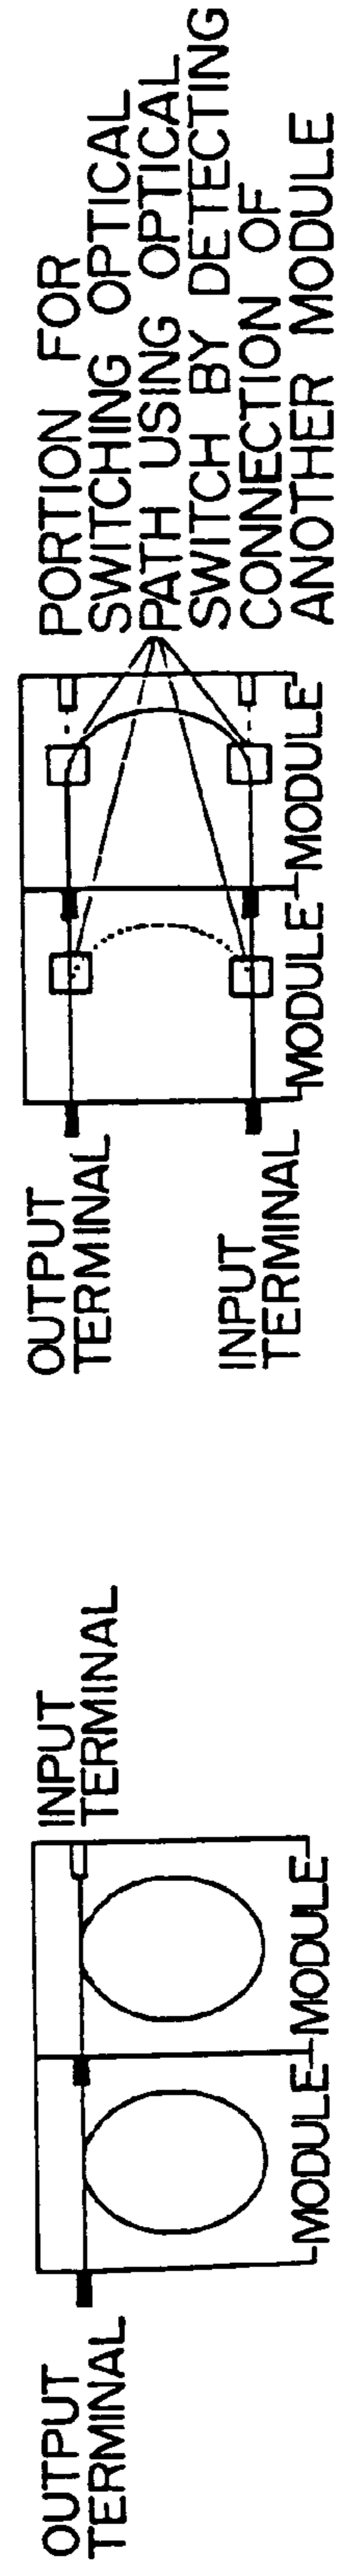 OUTPUT
TERMINAL
INPUT
TERMINAL
MODULE
MODULE
OUTPUT
TERMINAL
INPUT
TERMINAL
MODULE
MODULE
PORTION FOR
SWITCHING OPTICAL
PATH USING OPTICAL
SWITCH BY DETECTING
CONNECTION OF
ANOTHER MODULE